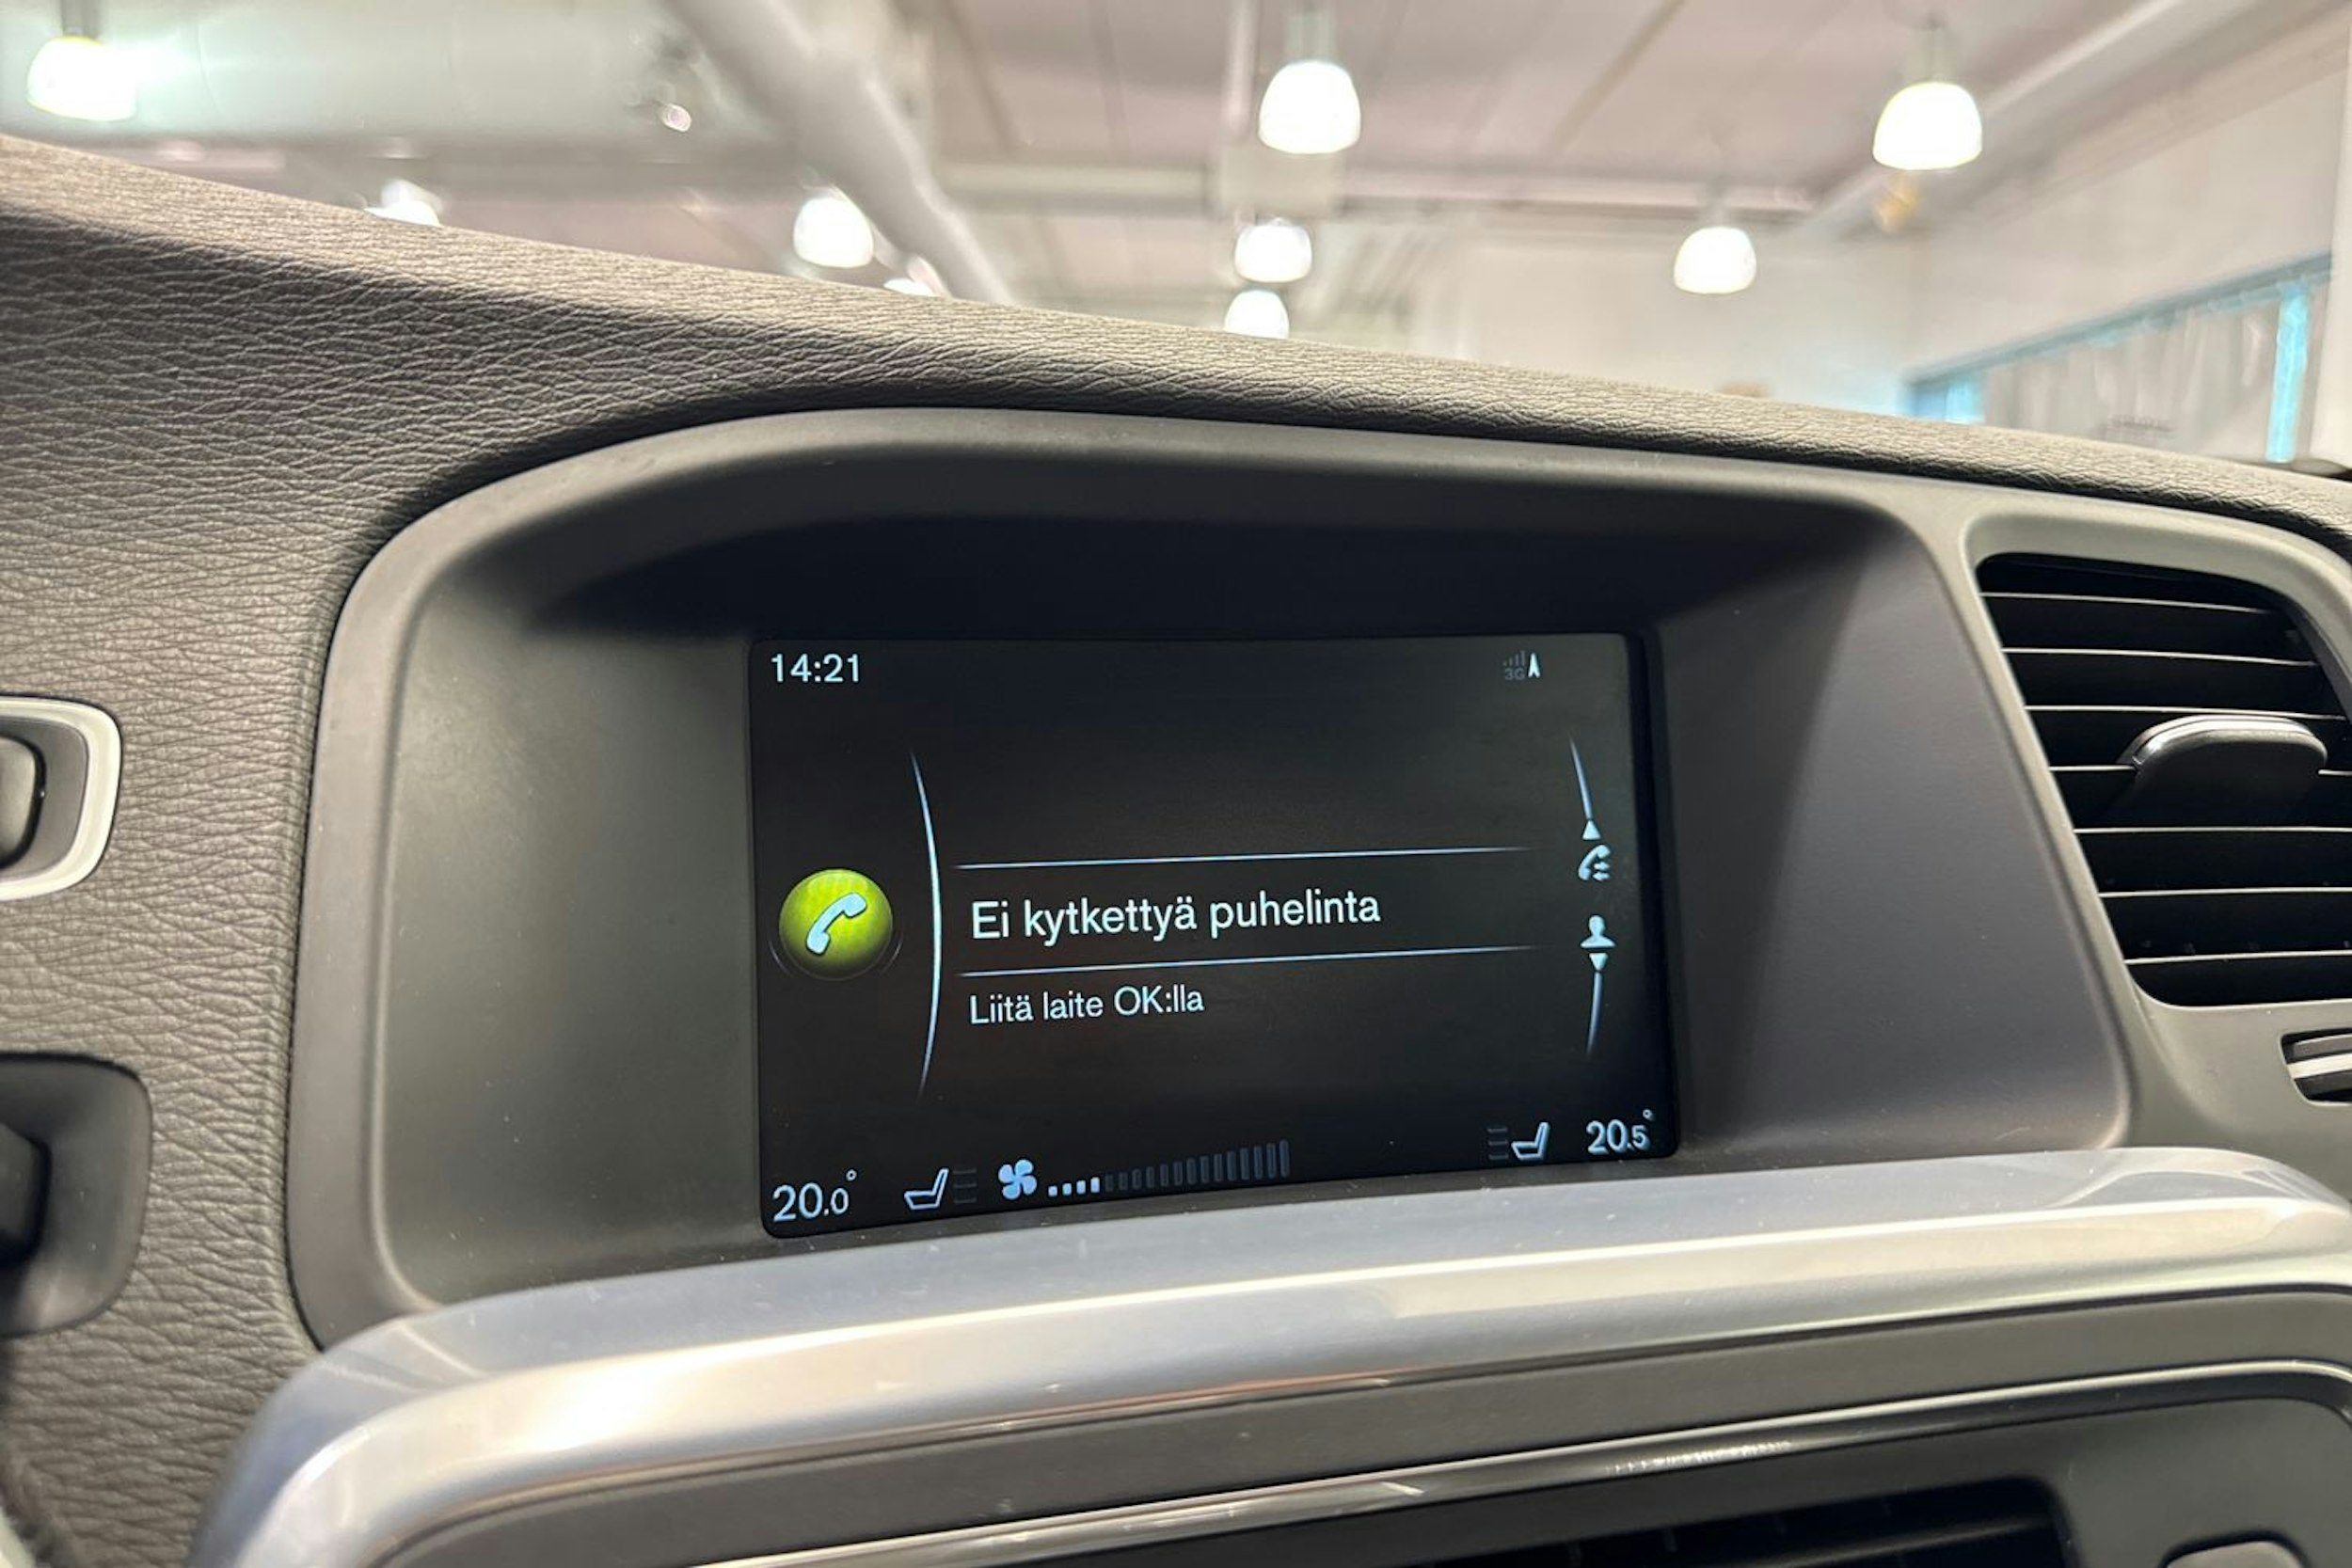 14:21
3G
Ei kytkettyä puhelinta
Liitä laite OK:lla
20.0°
20.5°